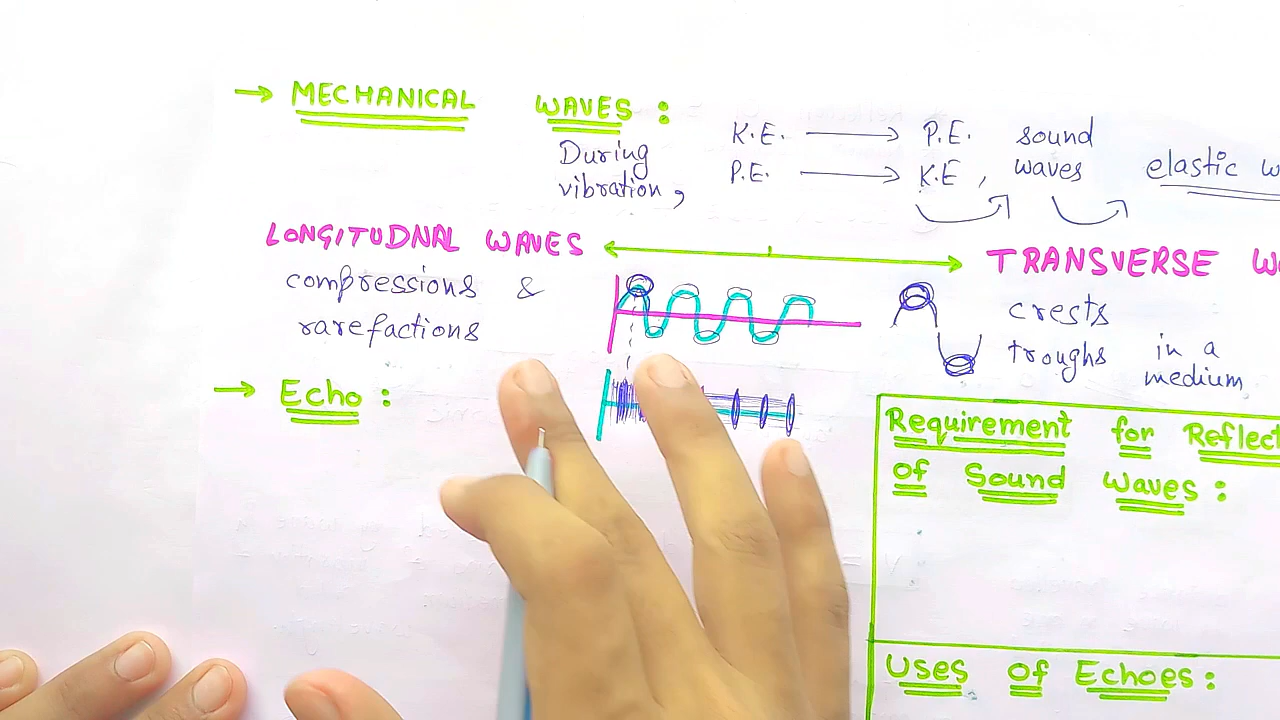 → MECHANICAL WAVES :
During vibration,
K.E. → P.E. sound
P.E. → K.E, waves elastic
LONGITUDNAL WAVES
compressions &
rarefactions
TRANSVERSE
crests
troughs in a medium
→ Echo :
Requirement for Reflect
of Sound Waves :
Uses of Echoes :